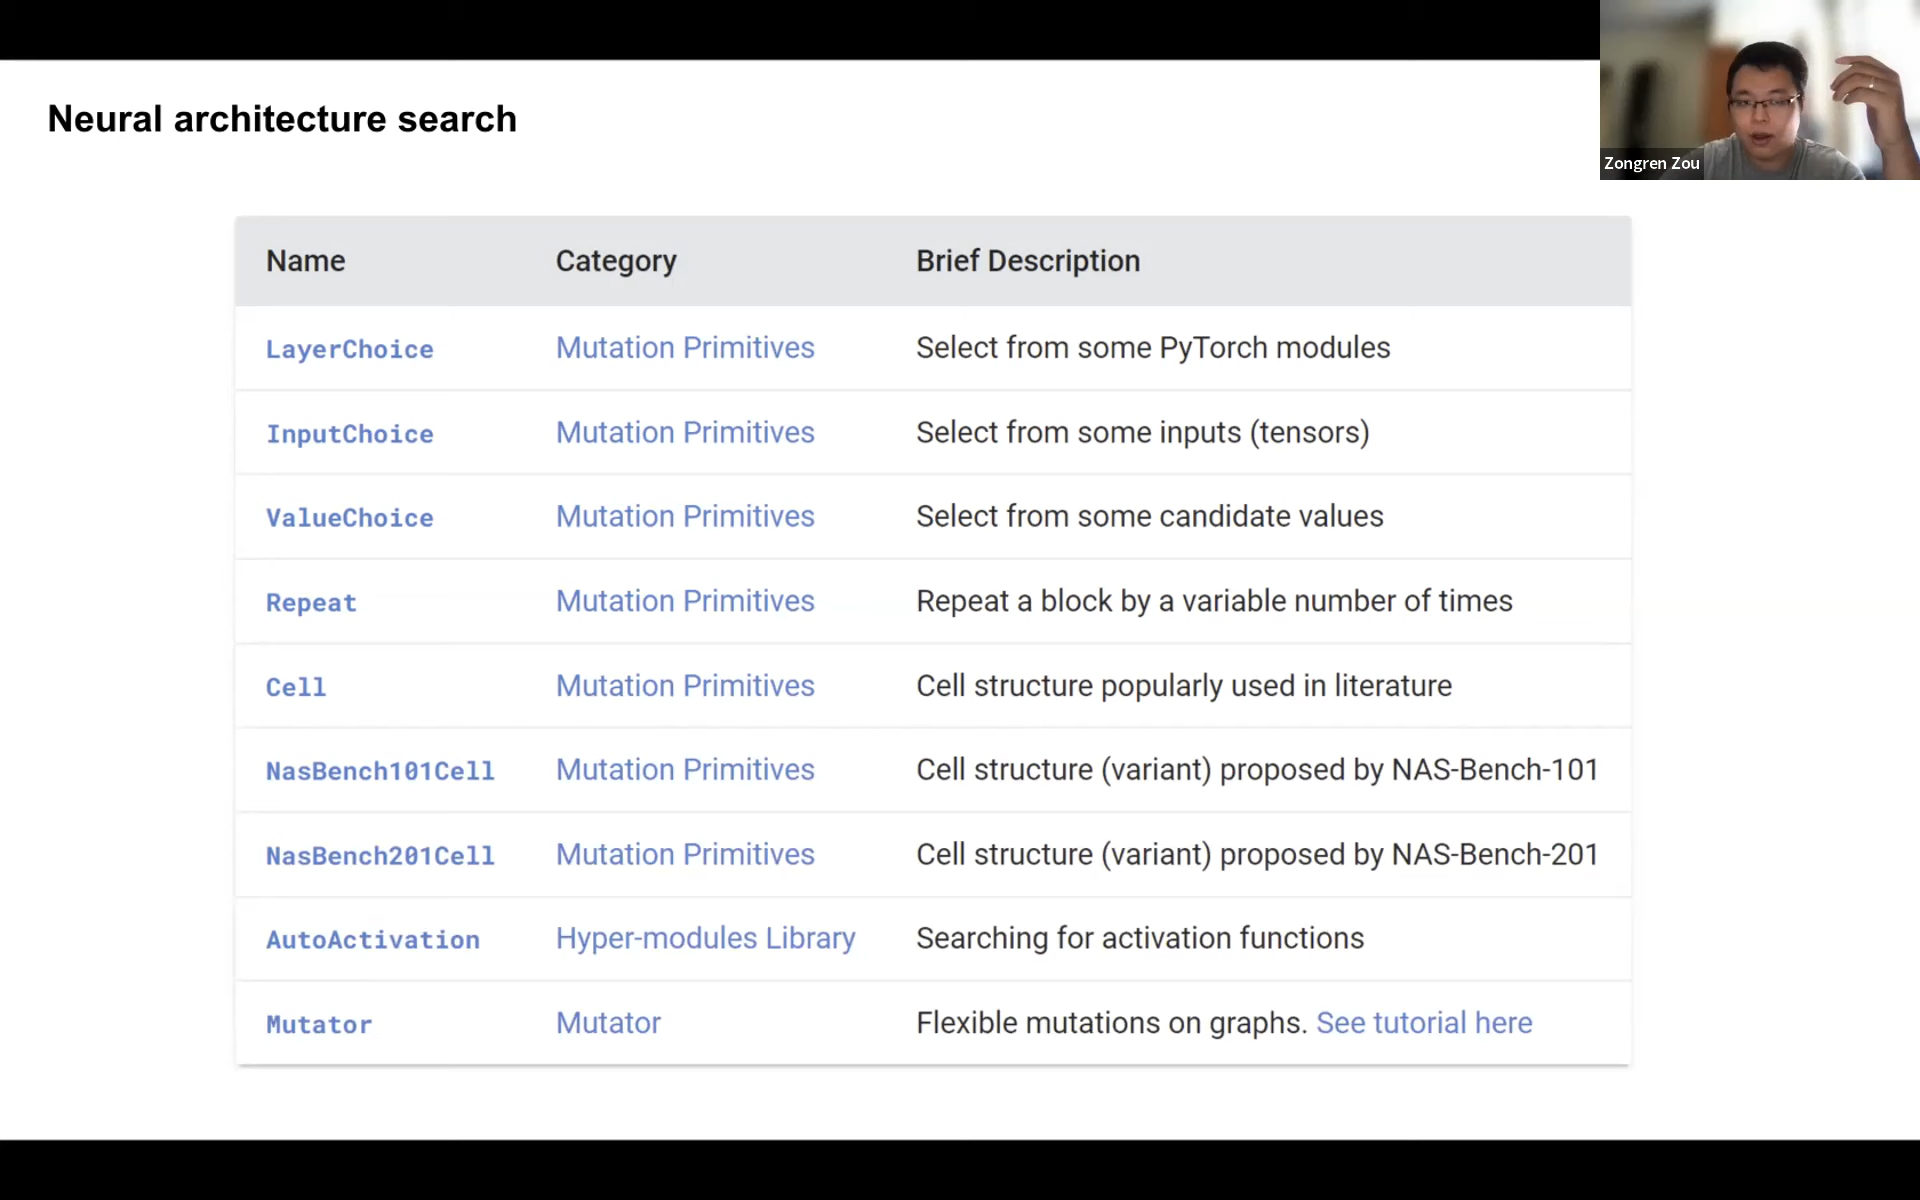 Neural architecture search
Zongren Zou
Name Category Brief Description
LayerChoice Mutation Primitives Select from some PyTorch modules
InputChoice Mutation Primitives Select from some inputs (tensors)
ValueChoice Mutation Primitives Select from some candidate values
Repeat Mutation Primitives Repeat a block by a variable number of times
Cell Mutation Primitives Cell structure popularly used in literature
NasBench101Cell Mutation Primitives Cell structure (variant) proposed by NAS-Bench-101
NasBench201Cell Mutation Primitives Cell structure (variant) proposed by NAS-Bench-201
AutoActivation Hyper-modules Library Searching for activation functions
Mutator Mutator Flexible mutations on graphs. See tutorial here